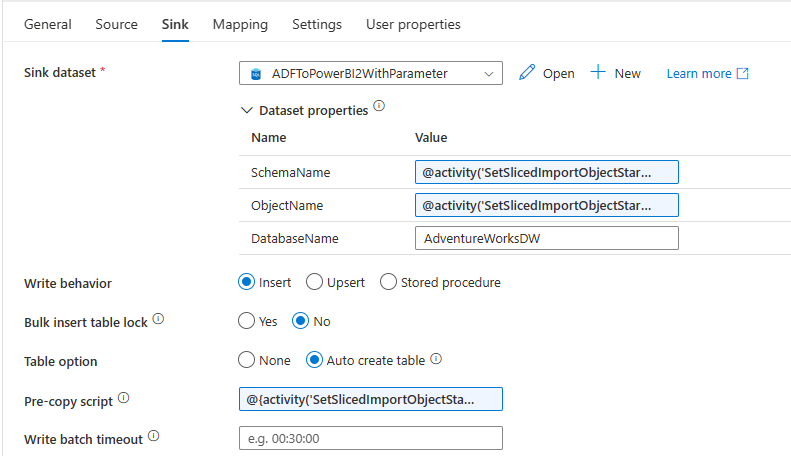 General Source Sink Mapping Settings User properties
Sink dataset * ADFToPowerBI2WithParameter Open New Learn more
Dataset properties
Name Value
SchemaName @activity('SetSlicedImportObjectStar...
ObjectName @activity('SetSlicedImportObjectStar...
DatabaseName AdventureWorksDW
Write behavior Insert Upsert Stored procedure
Bulk insert table lock Yes No
Table option None Auto create table
Pre-copy script @{activity('SetSlicedImportObjectSta...
Write batch timeout e.g. 00:30:00